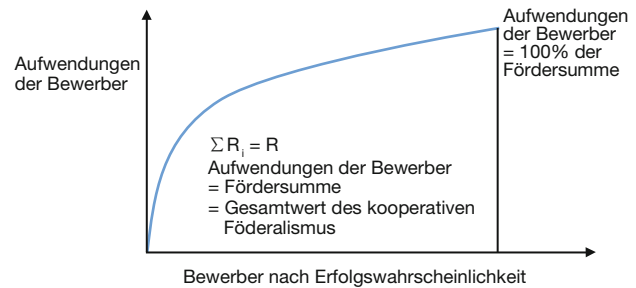 Aufwendungen
der Bewerber
Aufwendungen
der Bewerber
= 100% der
Fördersumme
∑ Rᵢ = R
Aufwendungen der Bewerber
= Fördersumme
= Gesamtwert des kooperativen
Föderalismus
Bewerber nach Erfolgswahrscheinlichkeit